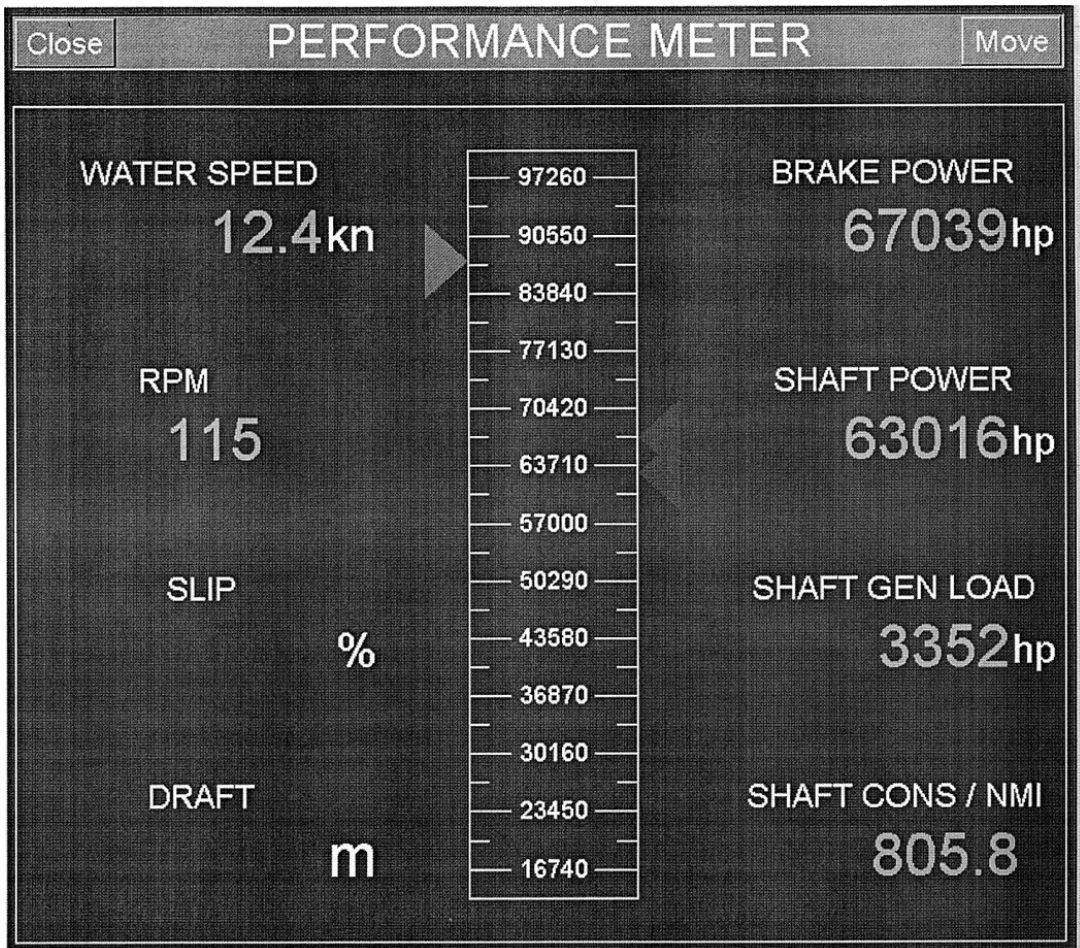 Close PERFORMANCE METER Move
WATER SPEED
12.4kn
RPM
115
SLIP
%
DRAFT
m
97260
90550
83840
77130
70420
63710
57000
50290
43580
36870
30160
23450
16740
BRAKE POWER
67039hp
SHAFT POWER
63016hp
SHAFT GEN LOAD
3352hp
SHAFT CONS / NMI
805.8